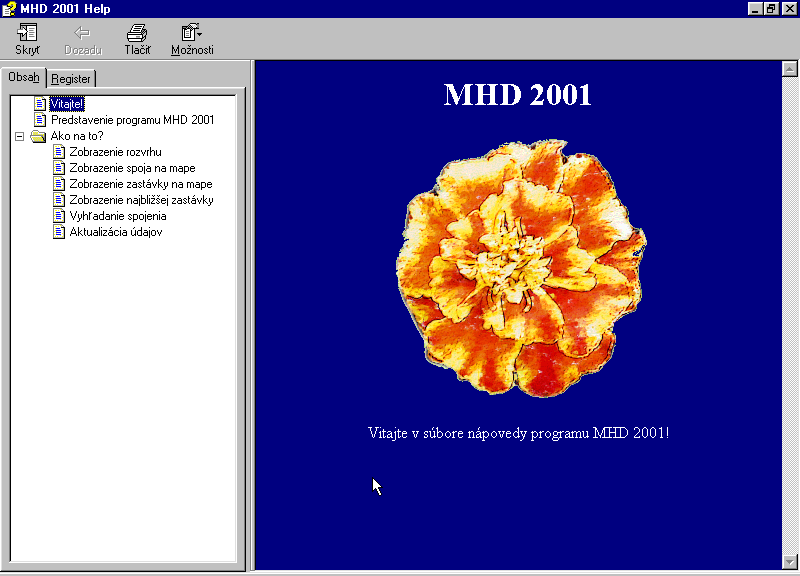 MHD 2001 Help
Skryť
Dozadu
Tlačiť
Možnosti
Obsah
Register
Vitajte!
Predstavenie programu MHD 2001
Ako na to?
Zobrazenie rozvrhu
Zobrazenie spoja na mape
Zobrazenie zastávky na mape
Zobrazenie najbližšej zastávky
Vyhľadanie spojenia
Aktualizácia údajov
MHD 2001
Vitajte v súbore nápovedy programu MHD 2001!